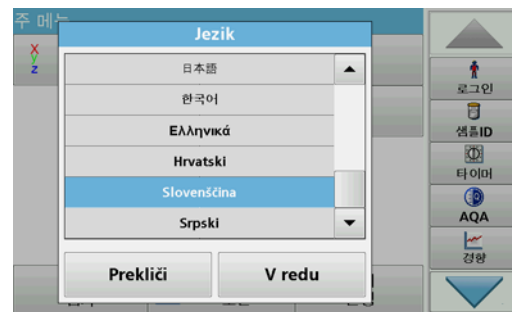 주 메뉴
Jezik
X
Y
Z
日本語
한국어
Ελληνικά
Hrvatski
Slovenščina
Srpski
Prekliči
V redu
로그인
샘플ID
타이머
AQA
경향